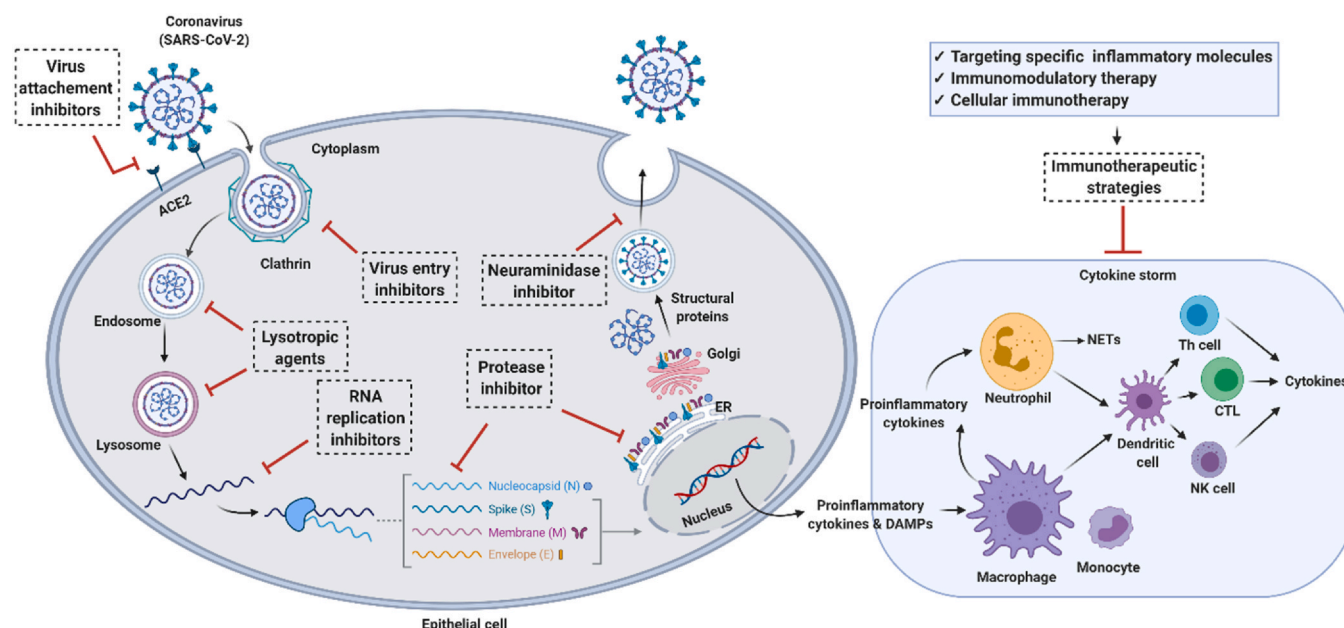 Coronavirus
(SARS-CoV-2)
Virus
attachement
inhibitors
ACE2
Cytoplasm
Clathrin
Virus entry
inhibitors
Neuraminidase
inhibitor
Endosome
Lysotropic
agents
Structural
proteins
Golgi
Lysosome
RNA
replication
inhibitors
Protease
inhibitor
ER
Nucleocapsid (N)
Spike (S)
Membrane (M)
Envelope (E)
Nucleus
Epithelial cell
✓ Targeting specific inflammatory molecules
✓ Immunomodulatory therapy
✓ Cellular immunotherapy
Immunotherapeutic
strategies
Cytokine storm
Neutrophil
NETs
Th cell
CTL
Cytokines
Dendritic
cell
NK cell
Proinflammatory
cytokines
Proinflammatory
cytokines & DAMPs
Macrophage
Monocyte